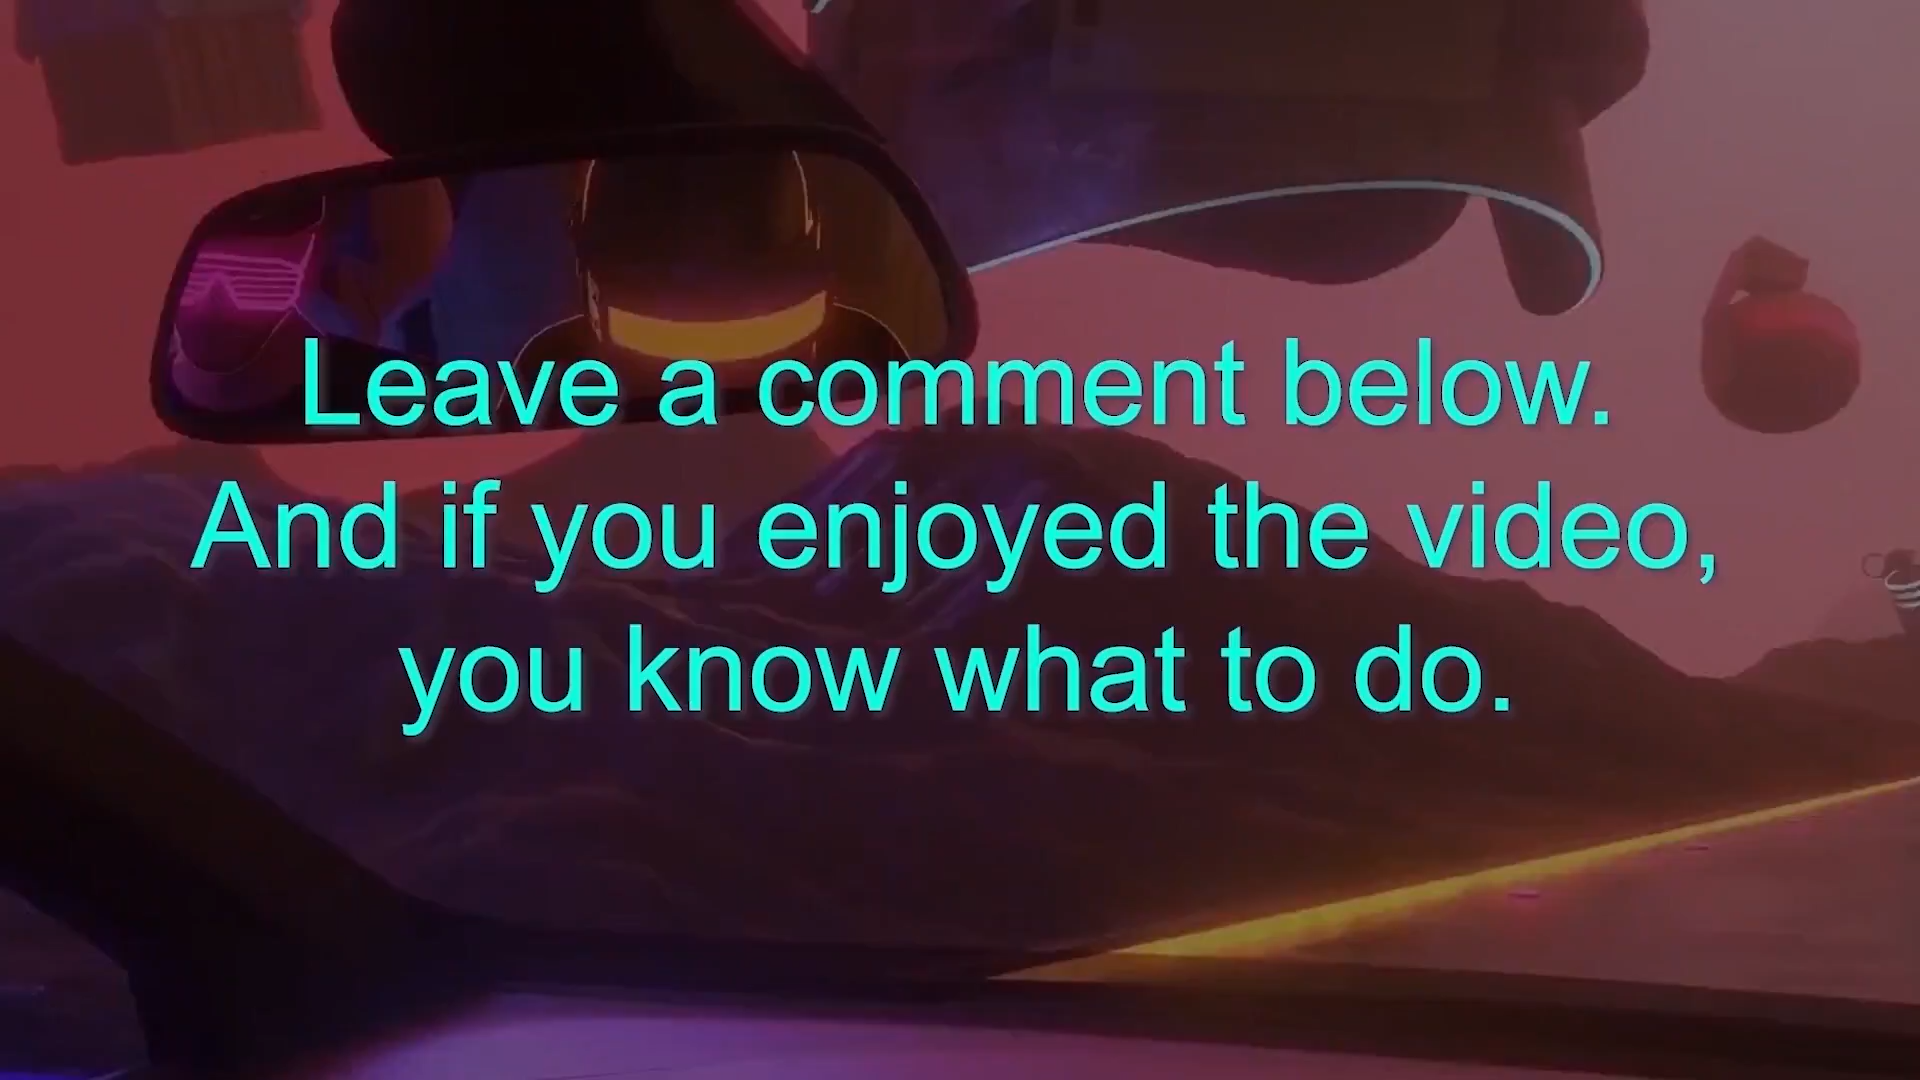 Leave a comment below.
And if you enjoyed the video,
you know what to do.